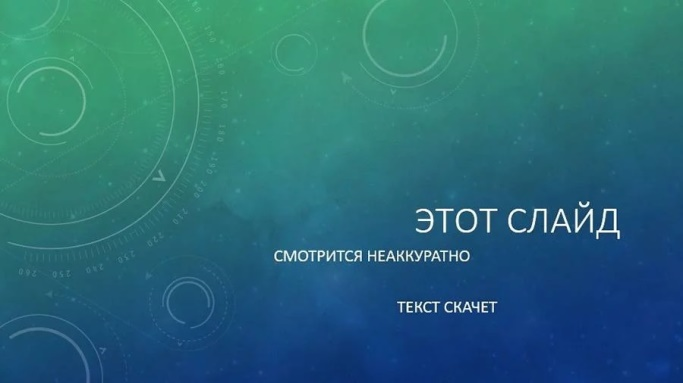 ЭТОТ СЛАЙД
СМОТРИТСЯ НЕАККУРАТНО
ТЕКСТ СКАЧЕТ